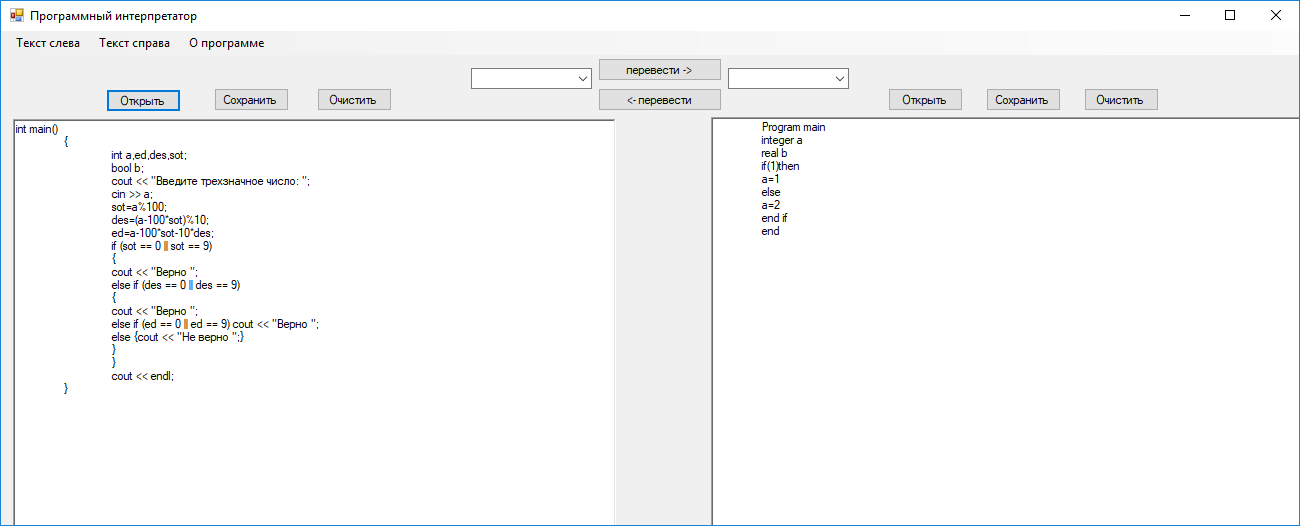 Программный интерпретатор
Текст слева Текст справа О программе
перевести ->
Открыть Сохранить Очистить <- перевести Открыть Сохранить Очистить
int main()
{
int a,ed,des,sot;
bool b;
cout << "Введите трехзначное число: ";
cin >> a;
sot=a%100;
des=(a-100*sot)%10;
ed=a-100*sot-10*des;
if (sot == 0 || sot == 9)
{
cout << "Верно ";
else if (des == 0 || des == 9)
{
cout << "Верно ";
else if (ed == 0 || ed == 9) cout << "Верно ";
else {cout << "Не верно ";}
}
}
cout << endl;
}
Program main
integer a
real b
if(1)then
a=1
else
a=2
end if
end